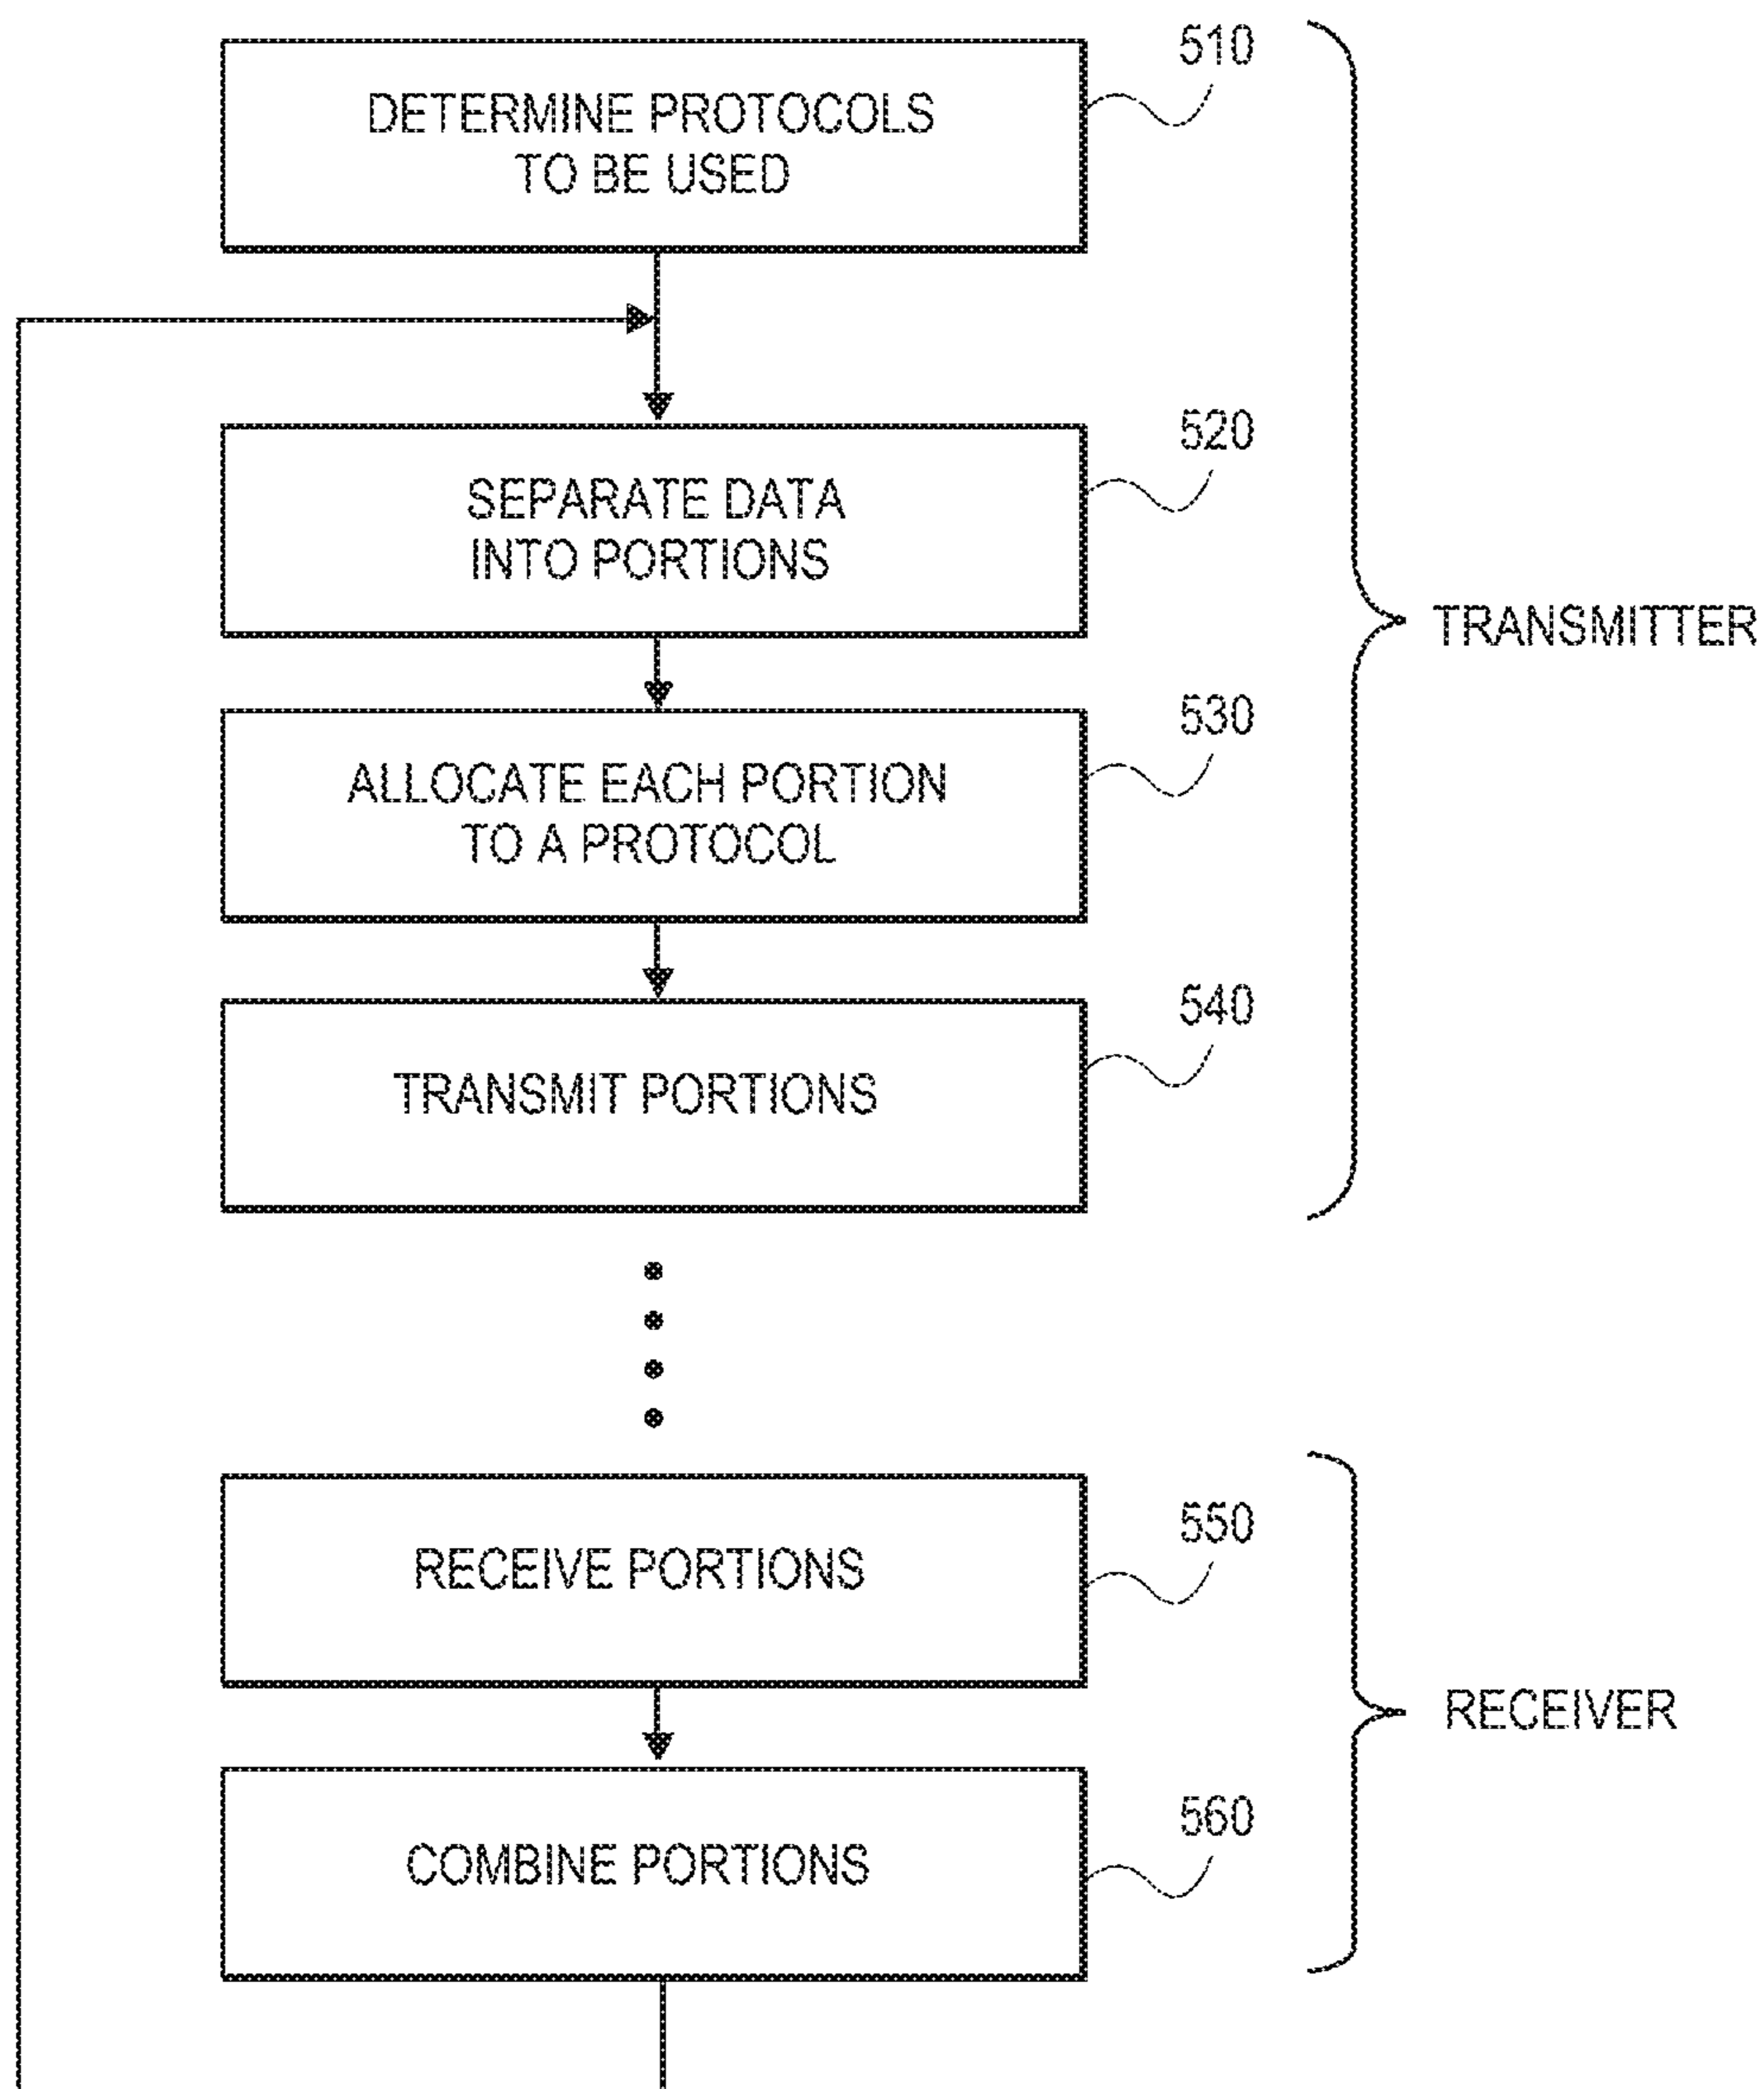 510
DETERMINE PROTOCOLS
TO BE USED
520
SEPARATE DATA
INTO PORTIONS
TRANSMITTER
530
ALLOCATE EACH PORTION
TO A PROTOCOL
540
TRANSMIT PORTIONS
550
RECEIVE PORTIONS
RECEIVER
560
COMBINE PORTIONS